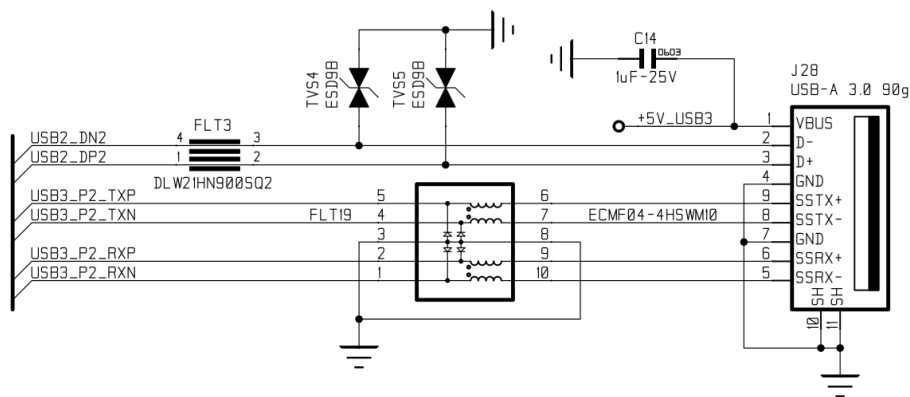 C14
0603
1uF-25V
J28
USB-A 3.0 90g
TVS4
ESD9B
TVS5
ESD9B
+5V_USB3
1 VBUS
USB2_DN2 4 FLT3 3 2 D-
USB2_DP2 1 2 3 D+
DLW21HN900SQ2
4 GND
USB3_P2_TXP 5 6 9 SSTX+
USB3_P2_TXN FLT19 4 7 ECMF04-4HSWM10 8 SSTX-
3 8 7 GND
USB3_P2_RXP 2 9 6 SSRX+
USB3_P2_RXN 1 10 5 SSRX-
SH SH
10 11